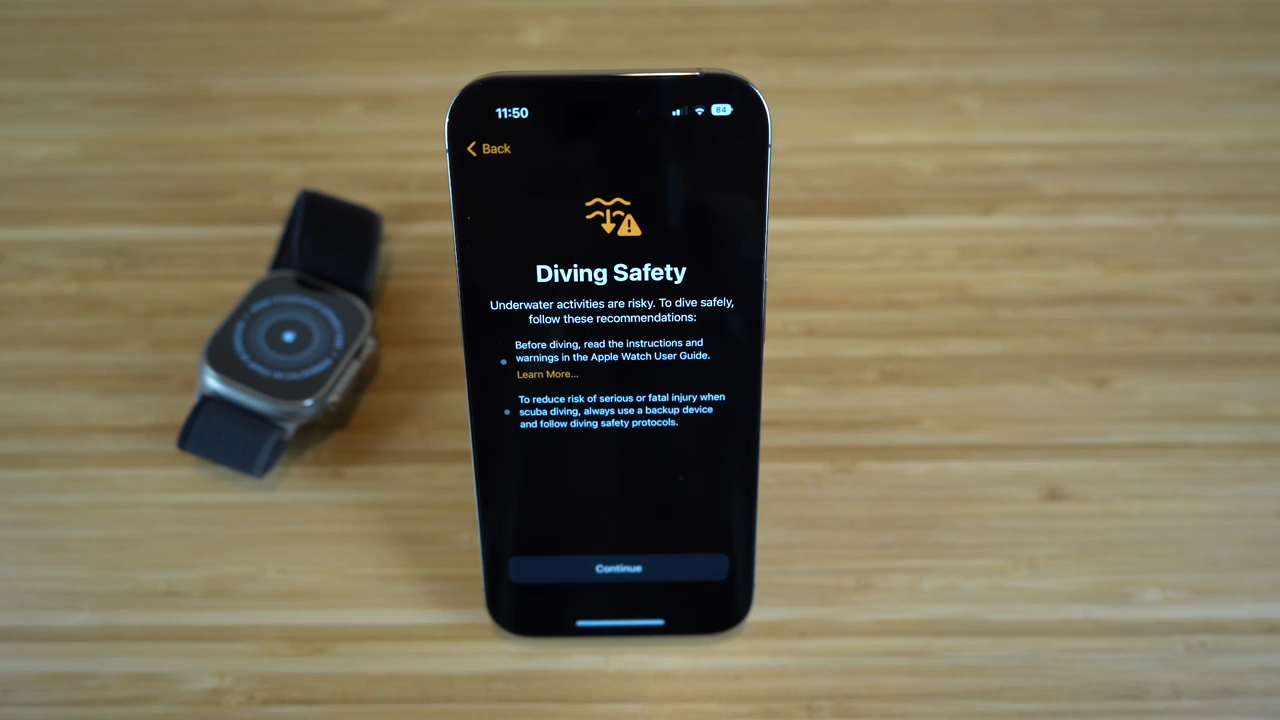 11:50
84
Back
Diving Safety
Underwater activities are risky. To dive safely,
follow these recommendations:
Before diving, read the instructions and
warnings in the Apple Watch User Guide.
Learn More...
To reduce risk of serious or fatal injury when
scuba diving, always use a backup device
and follow diving safety protocols.
Continue